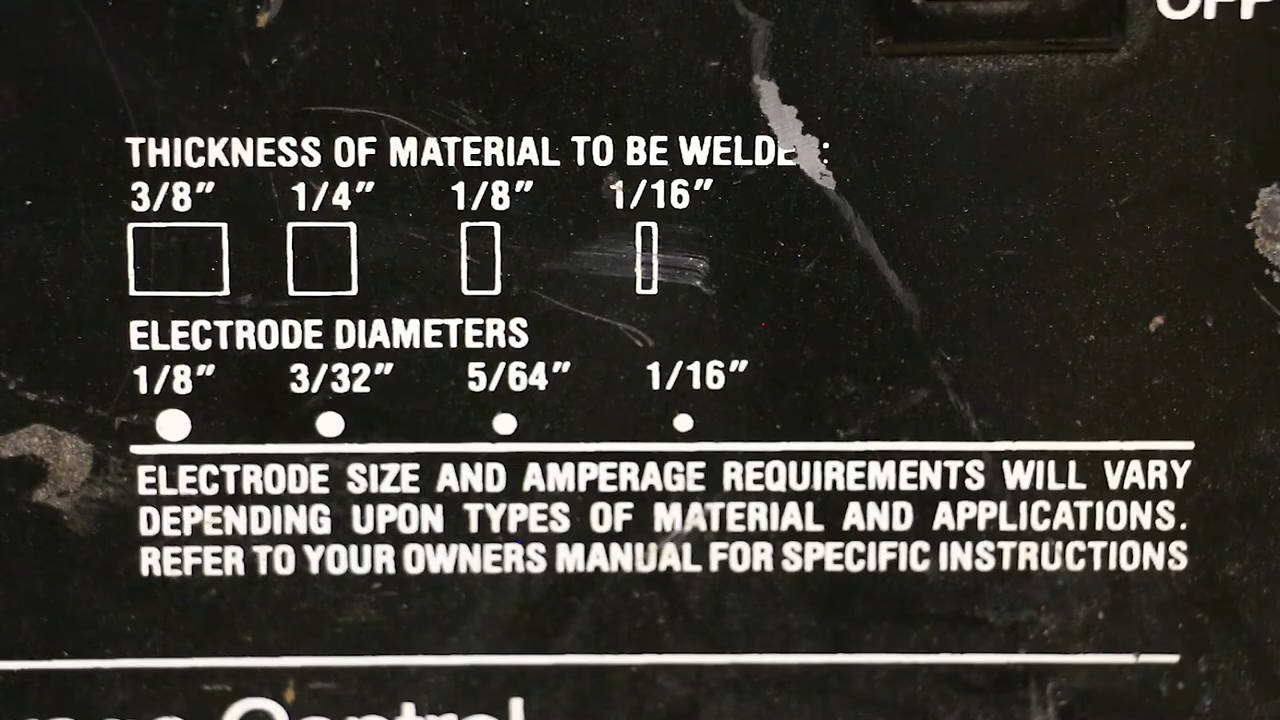 OFF
THICKNESS OF MATERIAL TO BE WELDE :
3/8" 1/4" 1/8" 1/16"
ELECTRODE DIAMETERS
1/8" 3/32" 5/64" 1/16"
ELECTRODE SIZE AND AMPERAGE REQUIREMENTS WILL VARY
DEPENDING UPON TYPES OF MATERIAL AND APPLICATIONS.
REFER TO YOUR OWNERS MANUAL FOR SPECIFIC INSTRUCTIONS
Control